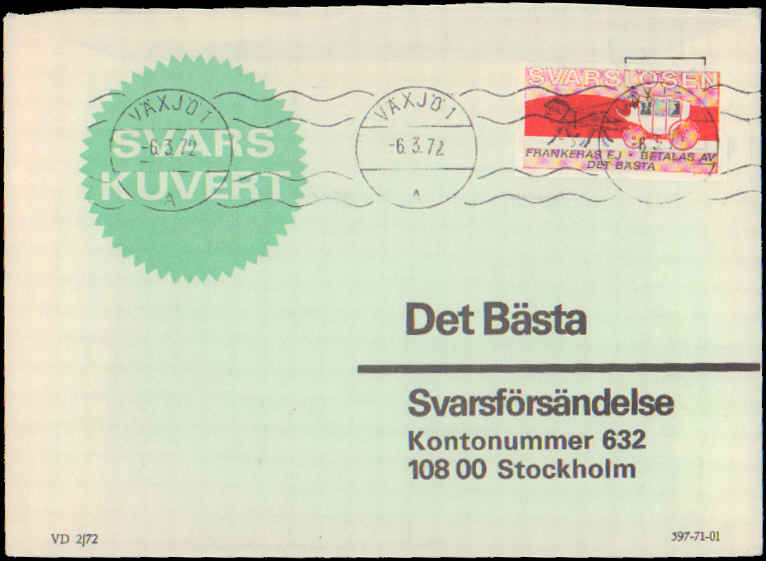 VÄXJÖ 1
-6.3.72
A
VÄXJÖ 1
-6.3.72
A
SVARS
KUVERT
SVARSLÖSEN
FRANKERAS EJ • BETALAS AV
DET BÄSTA
Det Bästa
Svarsförsändelse
Kontonummer 632
108 00 Stockholm
VD 2/72
397-71-01